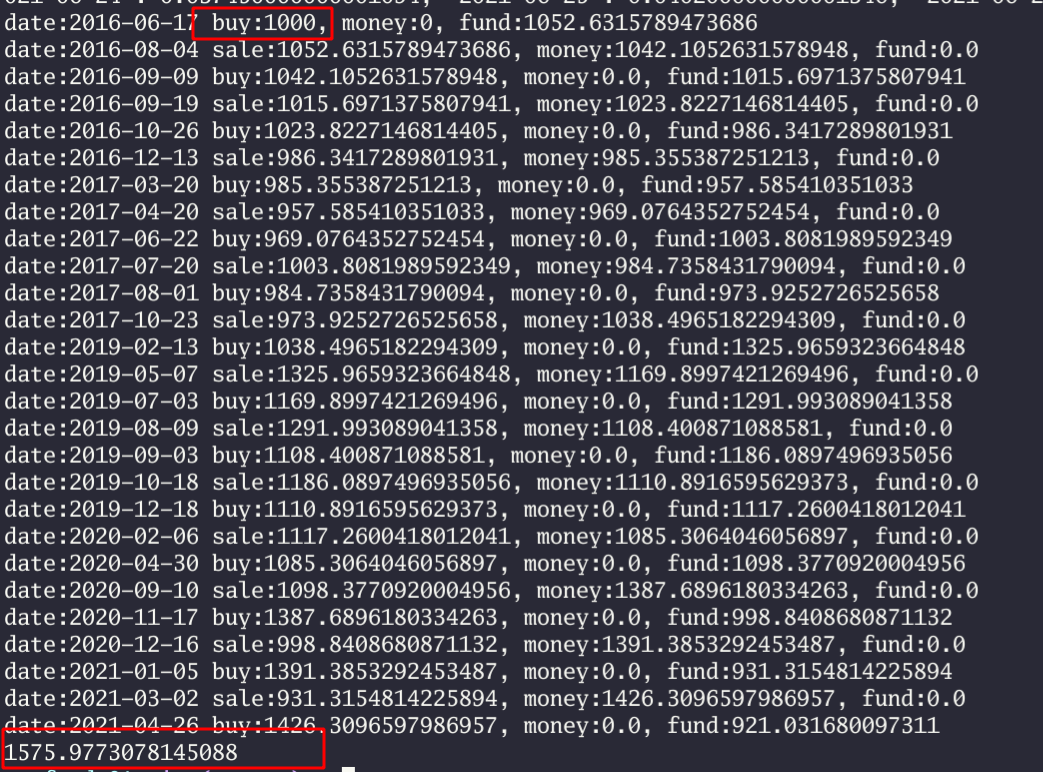 date:2016-06-17 buy:1000, money:0, fund:1052.6315789473686
date:2016-08-04 sale:1052.6315789473686, money:1042.1052631578948, fund:0.0
date:2016-09-09 buy:1042.1052631578948, money:0.0, fund:1015.6971375807941
date:2016-09-19 sale:1015.6971375807941, money:1023.8227146814405, fund:0.0
date:2016-10-26 buy:1023.8227146814405, money:0.0, fund:986.3417289801931
date:2016-12-13 sale:986.3417289801931, money:985.355387251213, fund:0.0
date:2017-03-20 buy:985.355387251213, money:0.0, fund:957.585410351033
date:2017-04-20 sale:957.585410351033, money:969.0764352752454, fund:0.0
date:2017-06-22 buy:969.0764352752454, money:0.0, fund:1003.8081989592349
date:2017-07-20 sale:1003.8081989592349, money:984.7358431790094, fund:0.0
date:2017-08-01 buy:984.7358431790094, money:0.0, fund:973.9252726525658
date:2017-10-23 sale:973.9252726525658, money:1038.4965182294309, fund:0.0
date:2019-02-13 buy:1038.4965182294309, money:0.0, fund:1325.9659323664848
date:2019-05-07 sale:1325.9659323664848, money:1169.8997421269496, fund:0.0
date:2019-07-03 buy:1169.8997421269496, money:0.0, fund:1291.993089041358
date:2019-08-09 sale:1291.993089041358, money:1108.400871088581, fund:0.0
date:2019-09-03 buy:1108.400871088581, money:0.0, fund:1186.0897496935056
date:2019-10-18 sale:1186.0897496935056, money:1110.8916595629373, fund:0.0
date:2019-12-18 buy:1110.8916595629373, money:0.0, fund:1117.2600418012041
date:2020-02-06 sale:1117.2600418012041, money:1085.3064046056897, fund:0.0
date:2020-04-30 buy:1085.3064046056897, money:0.0, fund:1098.3770920004956
date:2020-09-10 sale:1098.3770920004956, money:1387.6896180334263, fund:0.0
date:2020-11-17 buy:1387.6896180334263, money:0.0, fund:998.8408680871132
date:2020-12-16 sale:998.8408680871132, money:1391.3853292453487, fund:0.0
date:2021-01-05 buy:1391.3853292453487, money:0.0, fund:931.3154814225894
date:2021-03-02 sale:931.3154814225894, money:1426.3096597986957, fund:0.0
date:2021-04-26 buy:1426.3096597986957, money:0.0, fund:921.031680097311
1575.9773078145088